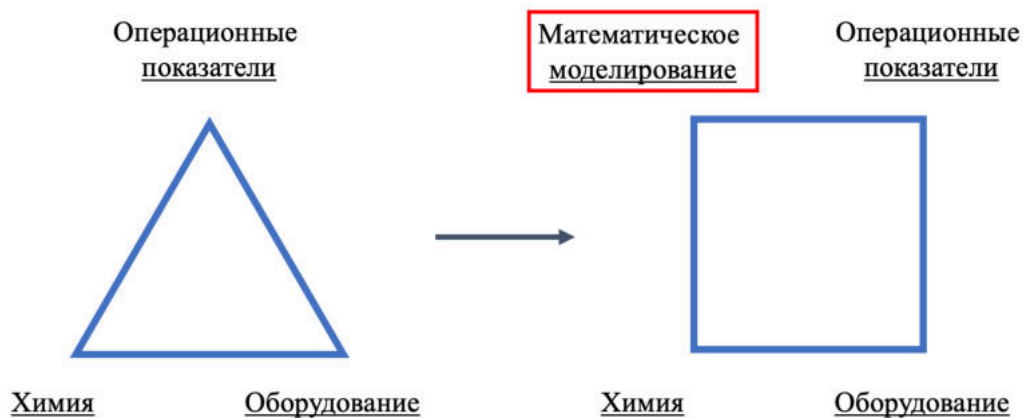 Операционные
показатели
Математическое
моделирование
Операционные
показатели
Химия
Оборудование
Химия
Оборудование